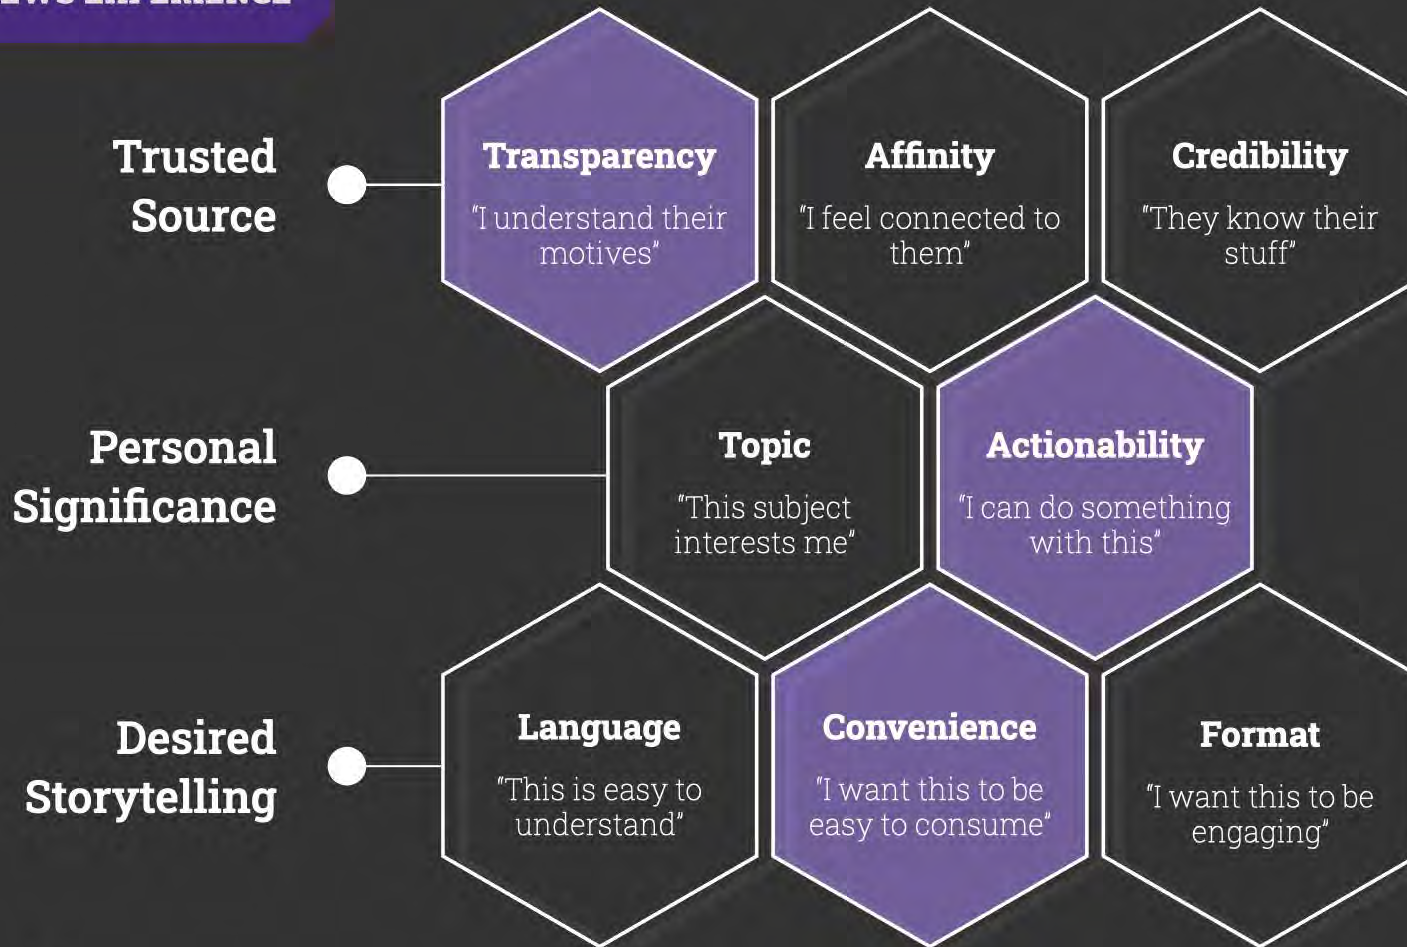 Trusted
Source
Transparency
"I understand their
motives"
Affinity
"I feel connected to
them"
Credibility
"They know their
stuff"
Personal
Significance
Topic
"This subject
interests me"
Actionability
"I can do something
with this"
Desired
Storytelling
Language
"This is easy to
understand"
Convenience
"I want this to be
easy to consume"
Format
"I want this to be
engaging"